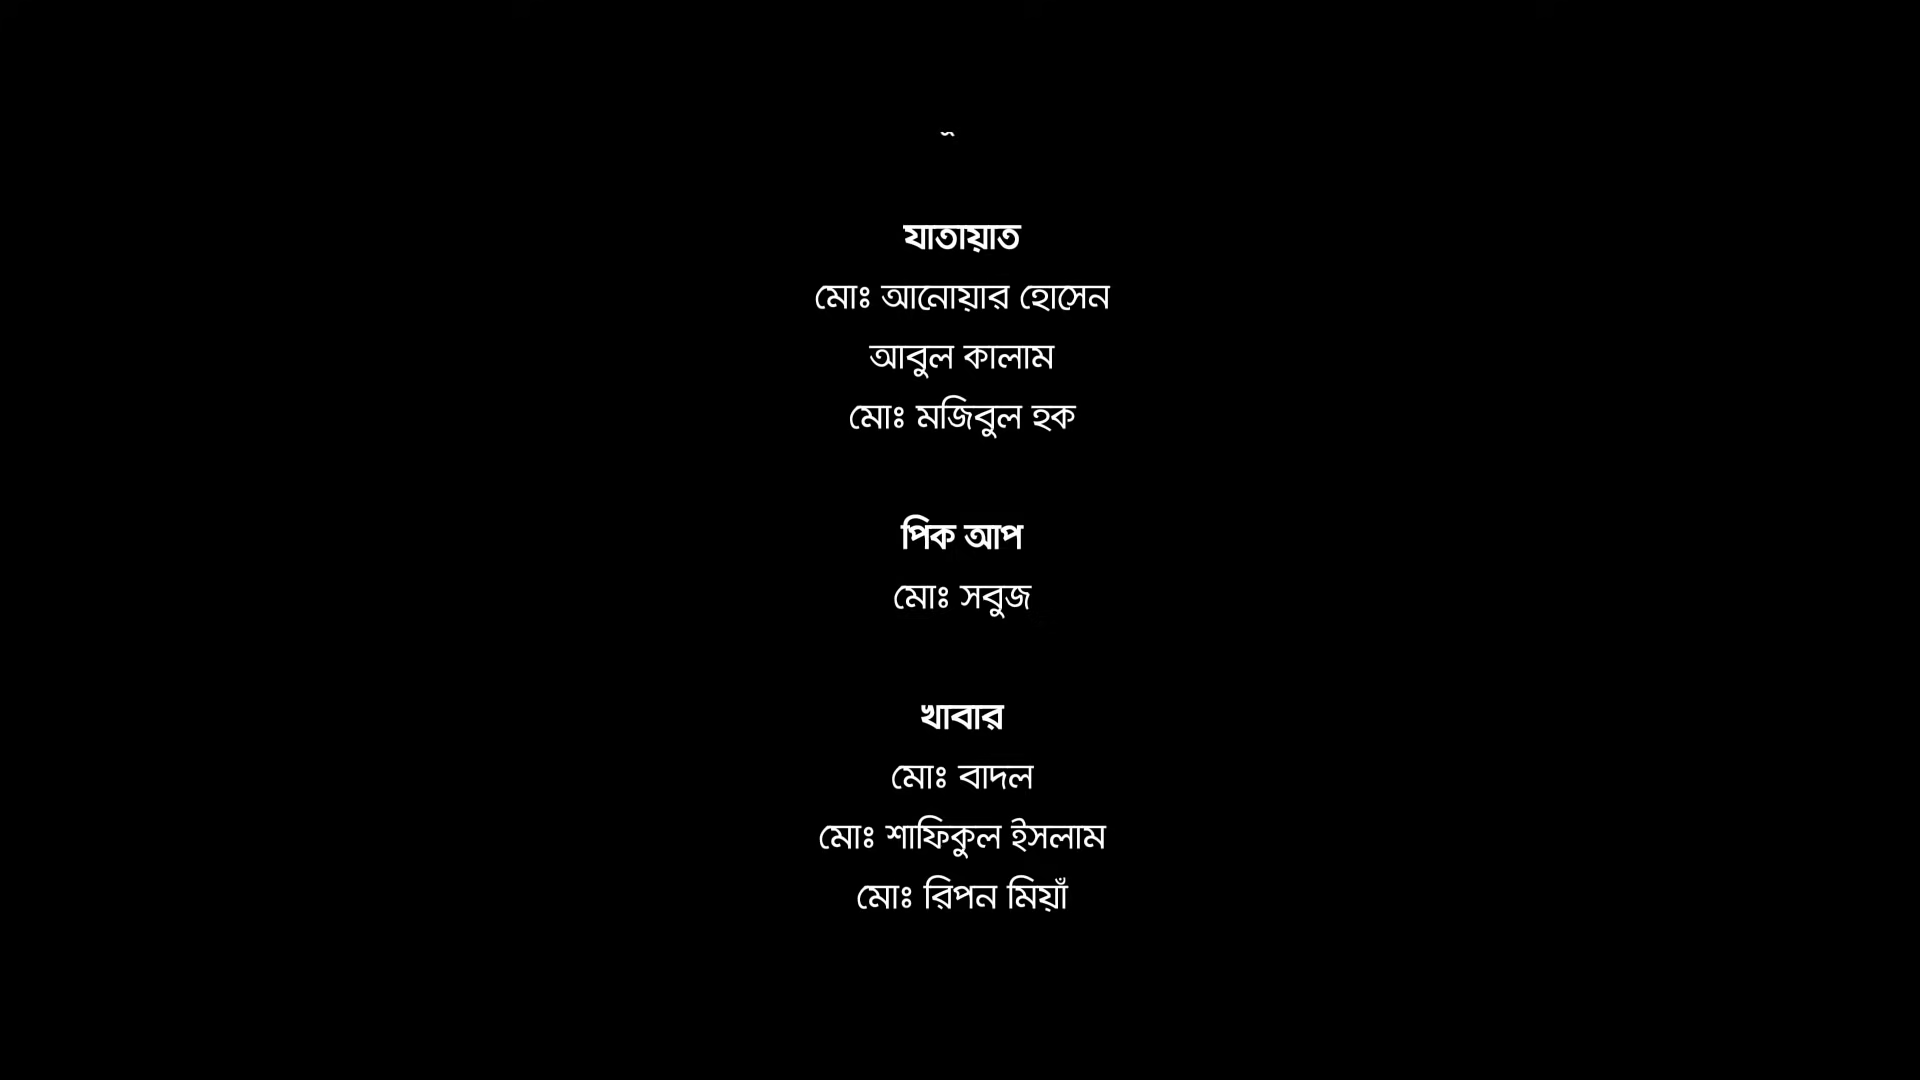 যাতায়াত
মোঃ আনোয়ার হোসেন
আবুল কালাম
মোঃ মজিবুল হক
পিক আপ
মোঃ সবুজ
খাবার
মোঃ বাদল
মোঃ শাফিকুল ইসলাম
মোঃ রিপন মিয়াঁ